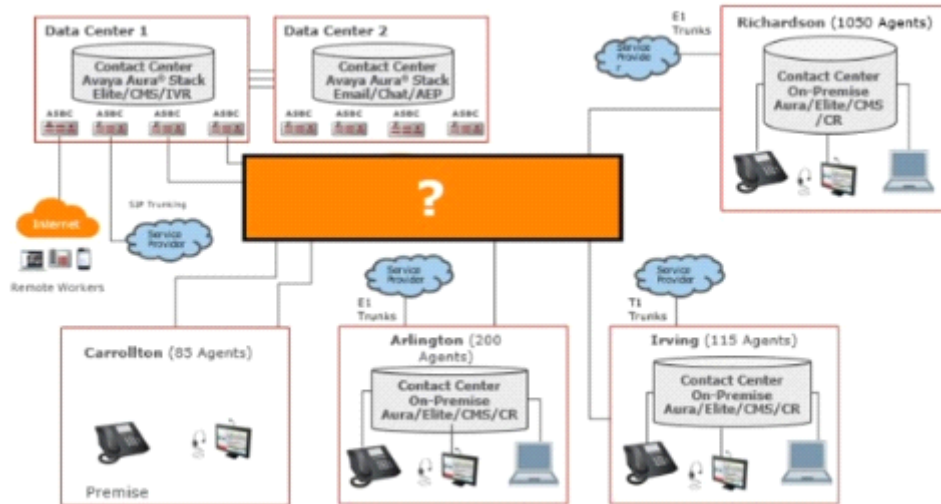 Data Center 1
Contact Center
Avaya Aura® Stack
Elite/CMS/IVR
ASBC
ASBC
ASBC
ASBC
Data Center 2
Contact Center
Avaya Aura® Stack
Email/Chat/AEP
ASBC
ASBC
ASBC
ASBC
E1
Trunks
Service
Provide
r
Richardson (1050 Agents)
Contact Center
On-Premise
Aura/Elite/CMS
/CR
?
Internet
Remote Workers
SIP Trunking
Service
Provider
Service
Provider
E1
Trunks
Service
Provider
T1
Trunks
Carrollton (85 Agents)
Premise
Arlington (200
Agents)
Contact Center
On-Premise
Aura/Elite/CMS/CR
Irving (115 Agents)
Contact Center
On-Premise
Aura/Elite/CMS/CR